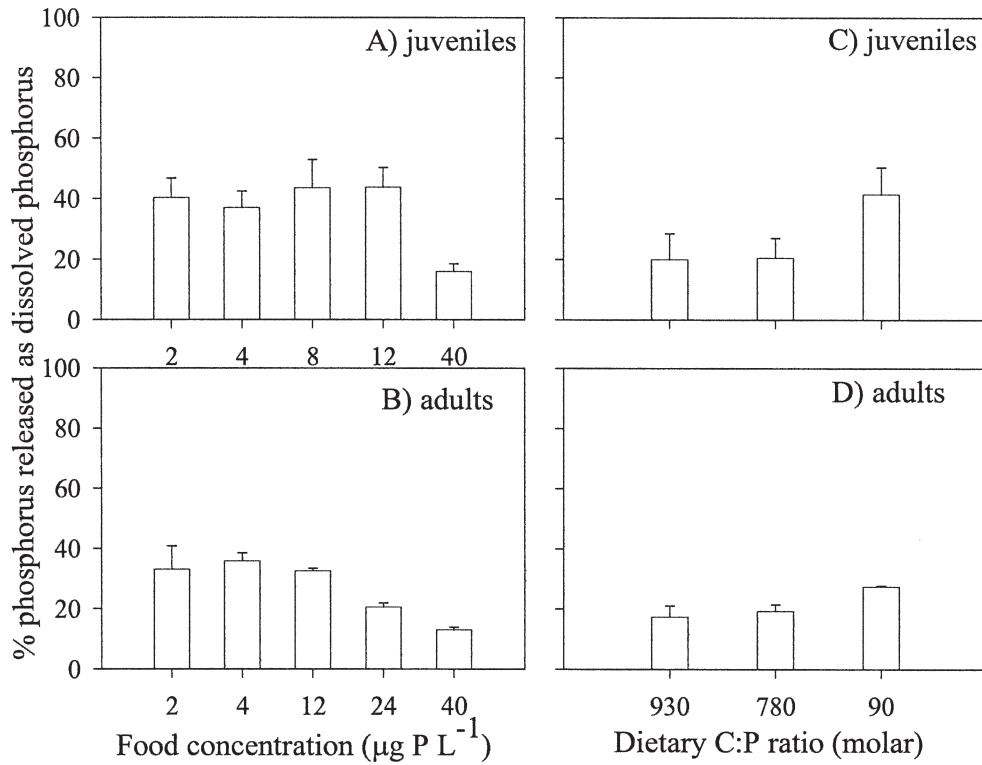 % phosphorus released as dissolved phosphorus
100
80
60
40
20
0
A) juveniles
2 4 8 12 40
C) juveniles
100
80
60
40
20
0
B) adults
2 4 12 24 40
Food concentration (μg P L⁻¹)
D) adults
930 780 90
Dietary C:P ratio (molar)